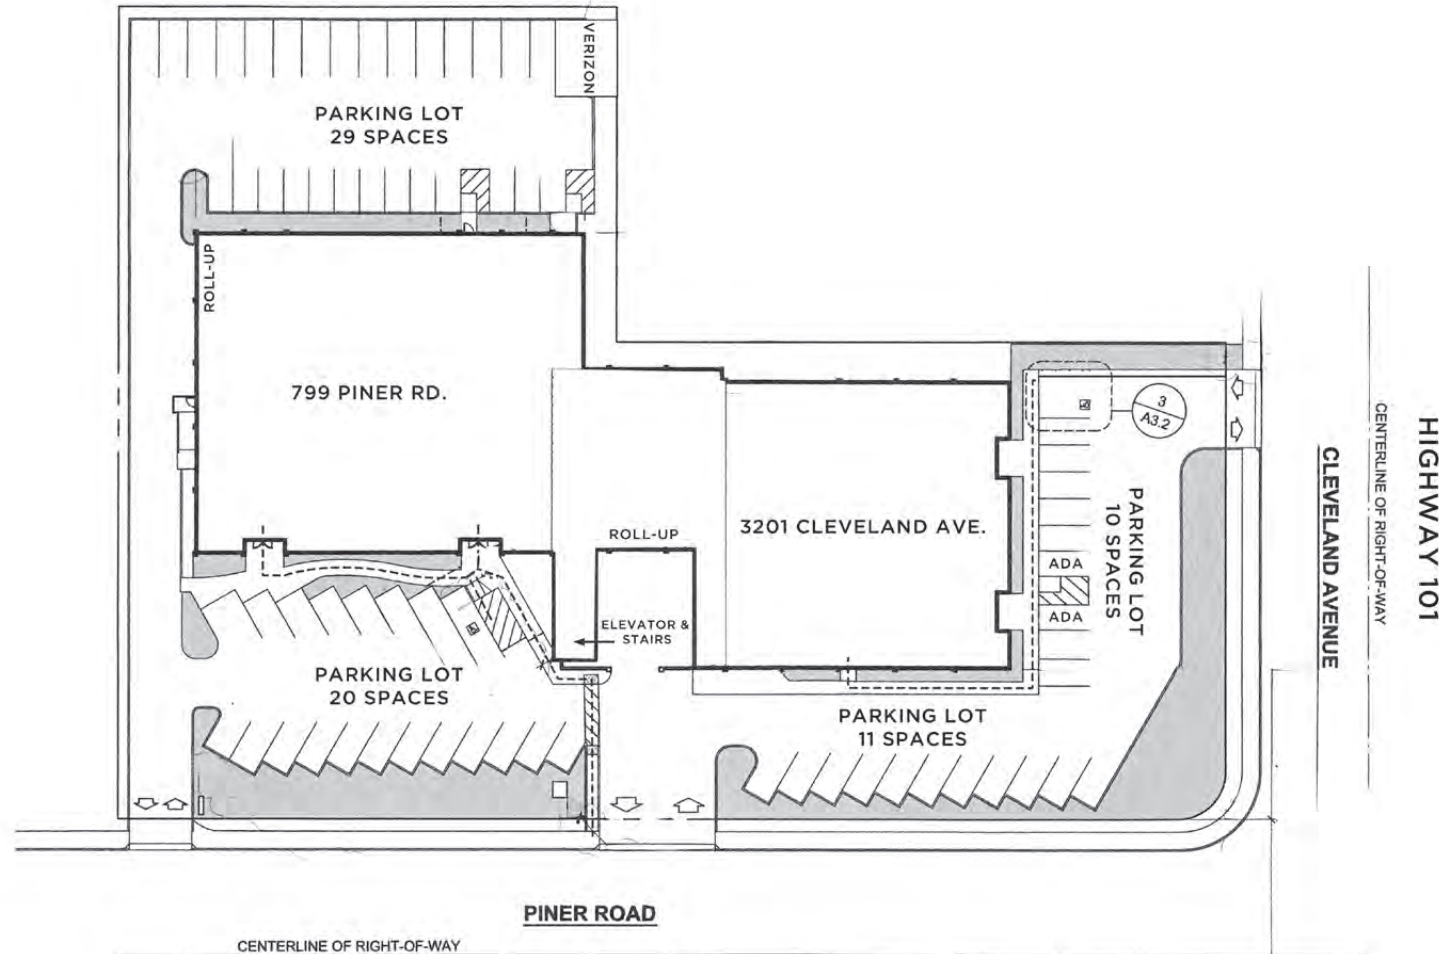 VERIZON
PARKING LOT
29 SPACES
ROLL-UP
799 PINER RD.
3
A3.2
HIGHWAY 101
CENTERLINE OF RIGHT-OF-WAY
CLEVELAND AVENUE
3201 CLEVELAND AVE.
ROLL-UP
PARKING LOT
10 SPACES
ADA
ADA
ELEVATOR &
STAIRS
PARKING LOT
20 SPACES
PARKING LOT
11 SPACES
PINER ROAD
CENTERLINE OF RIGHT-OF-WAY